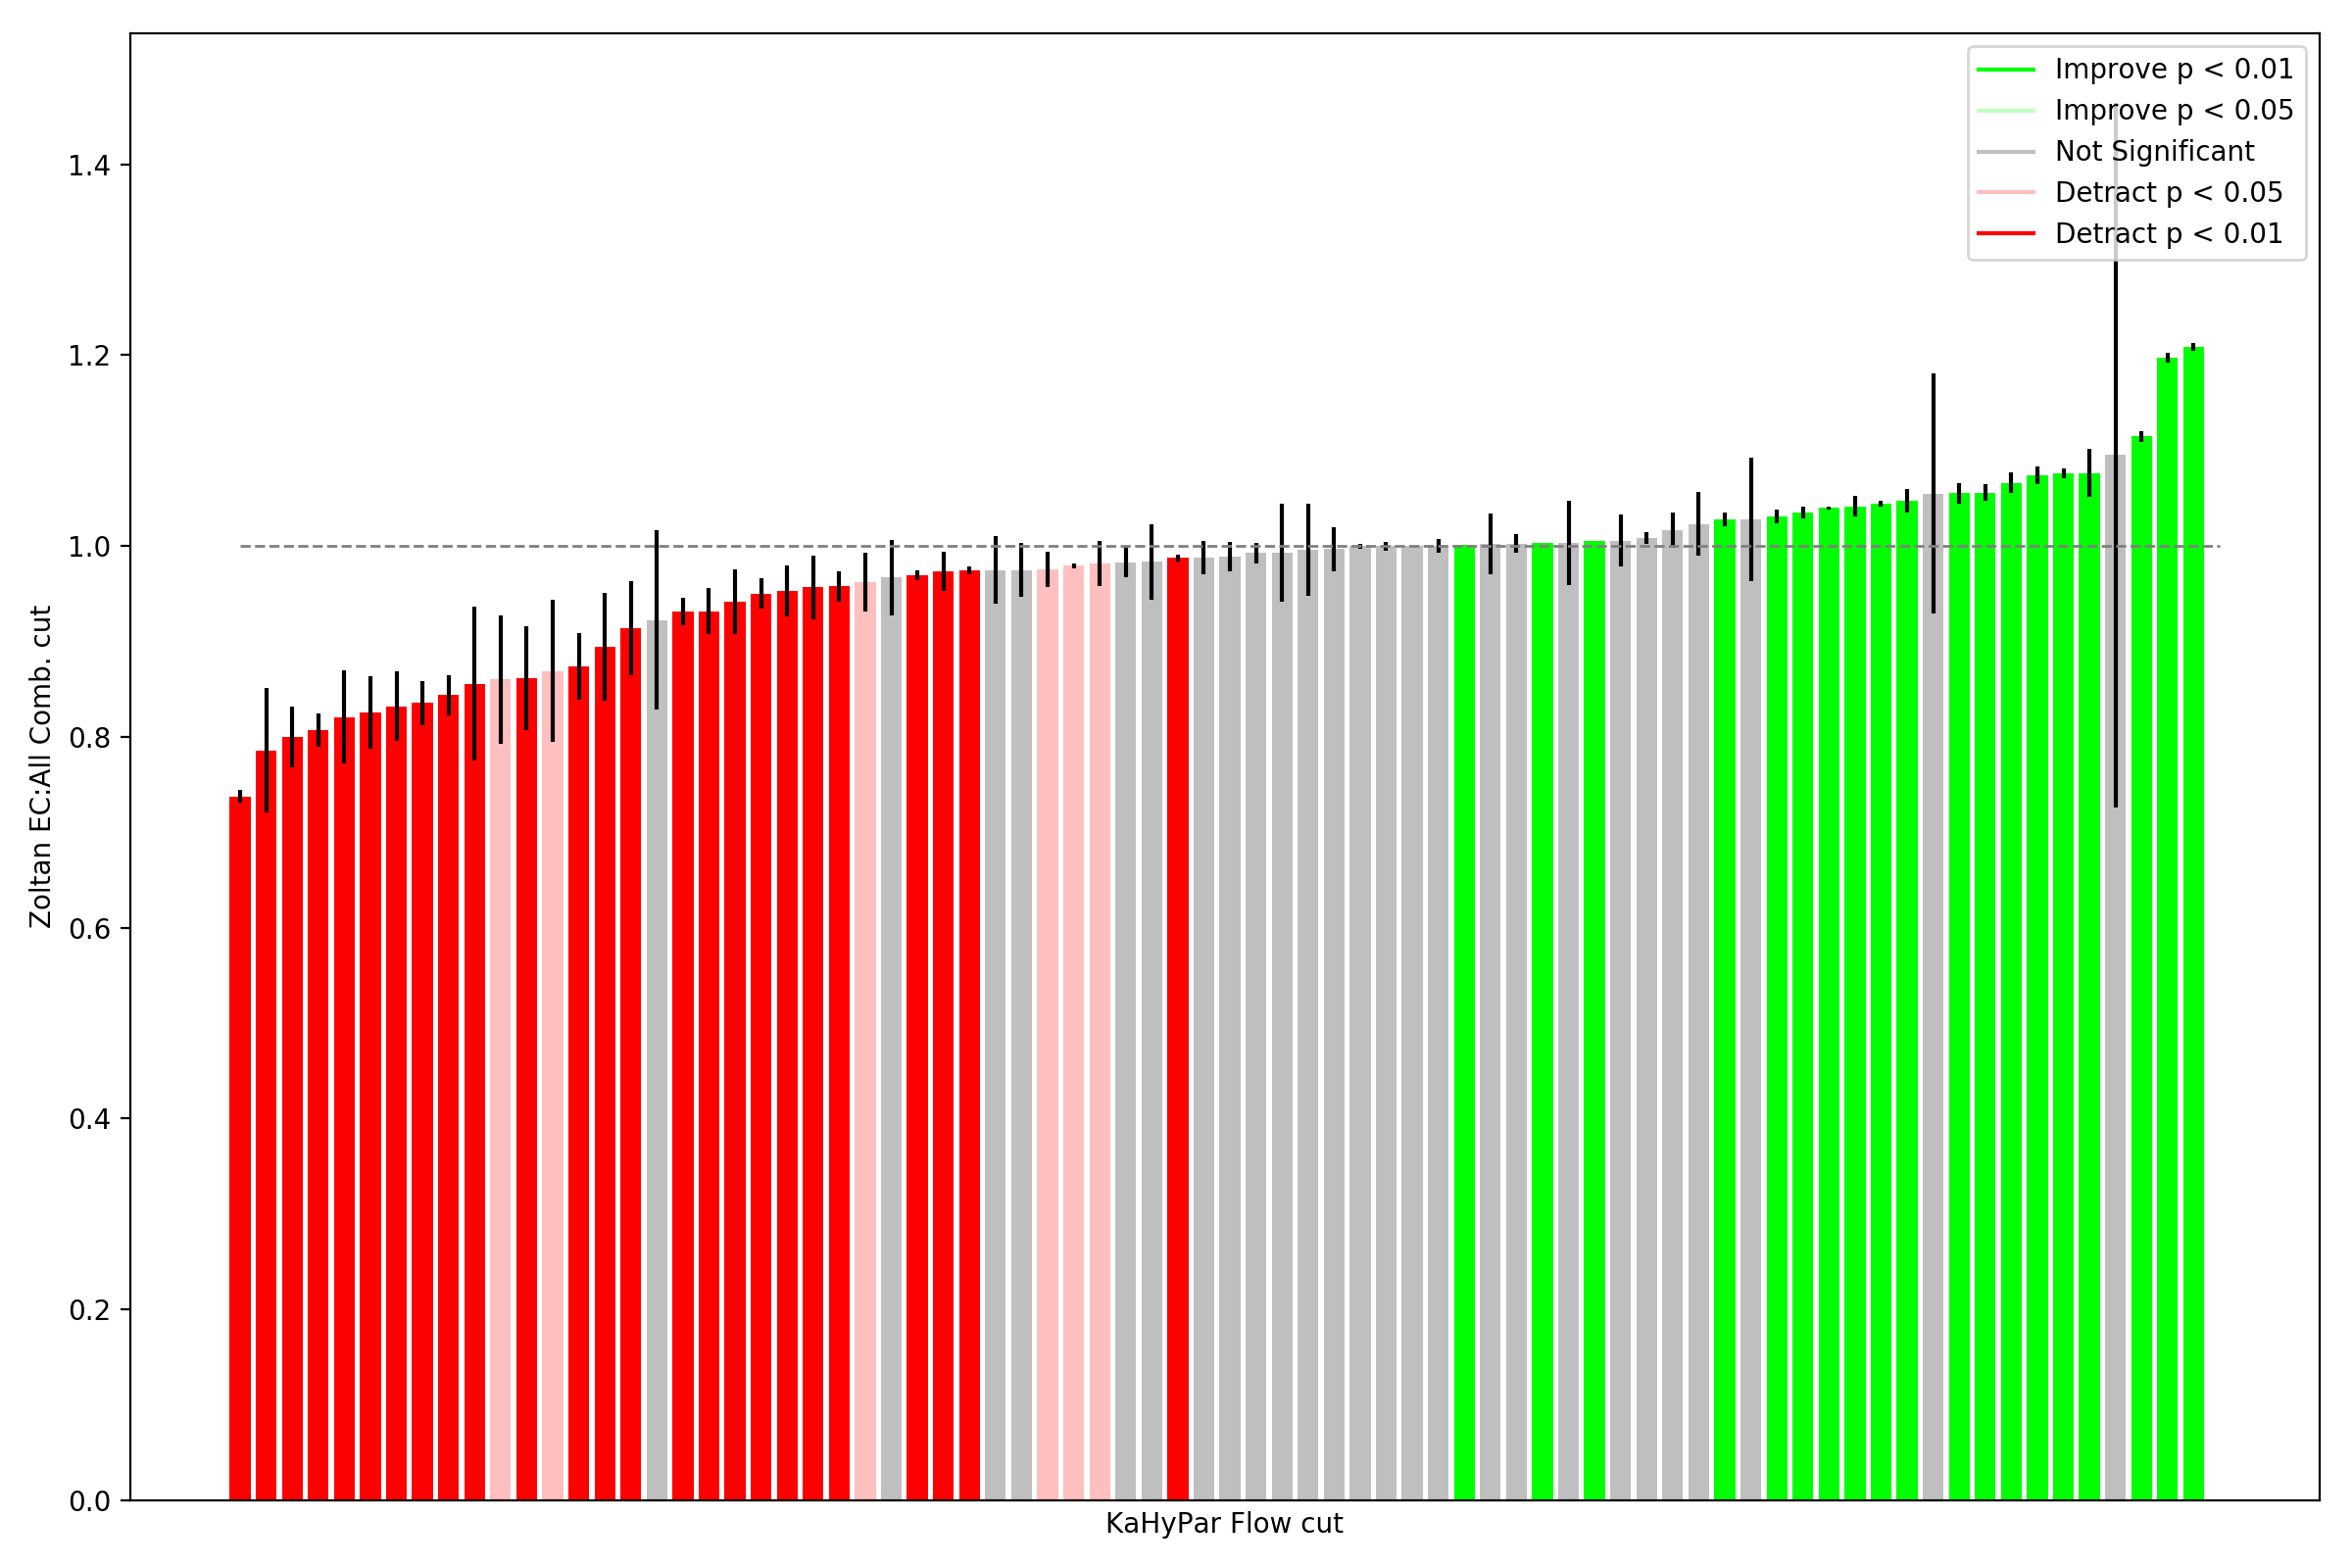 Improve p < 0.01
Improve p < 0.05
Not Significant
Detract p < 0.05
Detract p < 0.01
1.4
1.2
1.0
0.8
0.6
0.4
0.2
0.0
Zoltan EC:All Comb. cut
KaHyPar Flow cut